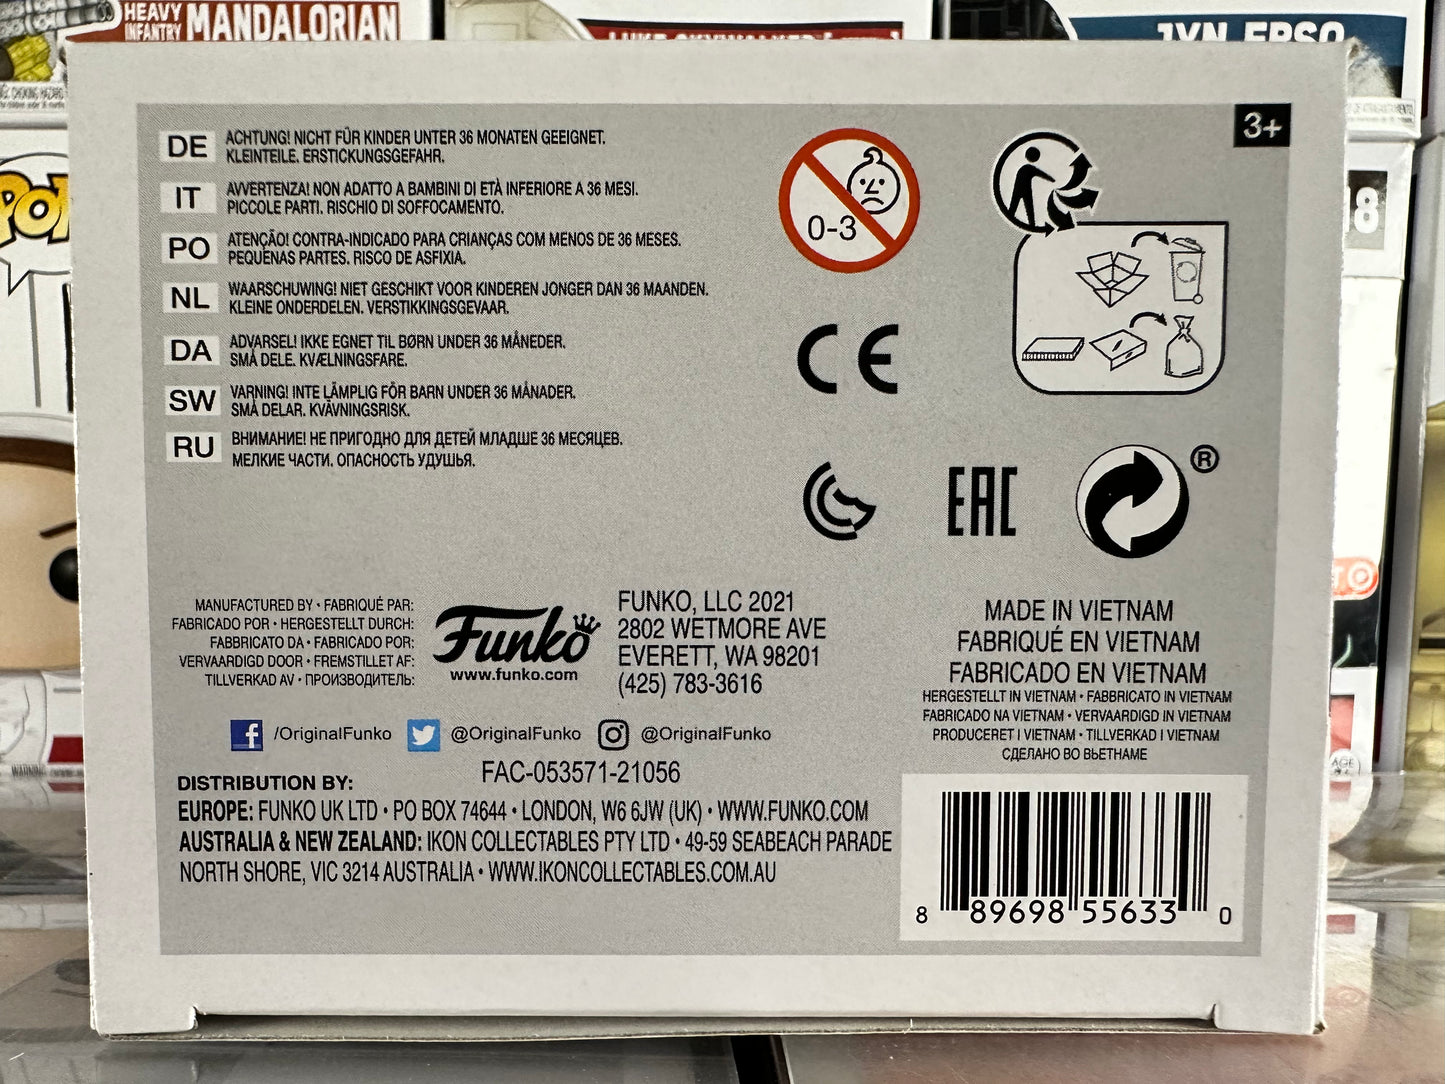 HEAVY
INFANTRY
MANDALORIAN
JYN ERSO
3+
DE
ACHTUNG! NICHT FÜR KINDER UNTER 36 MONATEN GEEIGNET.
KLEINTEILE. ERSTICKUNGSGEFAHR.
IT
AVVERTENZA! NON ADATTO A BAMBINI DI ETÀ INFERIORE A 36 MESI.
PICCOLE PARTI. RISCHIO DI SOFFOCAMENTO.
PO
ATENÇÃO! CONTRA-INDICADO PARA CRIANÇAS COM MENOS DE 36 MESES.
PEQUENAS PARTES. RISCO DE ASFIXIA.
NL
WAARSCHUWING! NIET GESCHIKT VOOR KINDEREN JONGER DAN 36 MAANDEN.
KLEINE ONDERDELEN. VERSTIKKINGSGEVAAR.
DA
ADVARSEL! IKKE EGNET TIL BØRN UNDER 36 MÅNEDER.
SMÅ DELE. KVÆLNINGSFARE.
SW
VARNING! INTE LÄMPLIG FÖR BARN UNDER 36 MÅNADER.
SMÅ DELAR. KVÄVNINGSRISK.
RU
ВНИМАНИЕ! НЕ ПРИГОДНО ДЛЯ ДЕТЕЙ МЛАДШЕ 36 МЕСЯЦЕВ.
МЕЛКИЕ ЧАСТИ. ОПАСНОСТЬ УДУШЬЯ.
0-3
CE
EAC
®
8
MANUFACTURED BY • FABRIQUÉ PAR:
FABRICADO POR • HERGESTELLT DURCH:
FABBRICATO DA • FABRICADO POR:
VERVAARDIGD DOOR • FREMSTILLET AF:
TILLVERKAD AV • ПРОИЗВОДИТЕЛЬ:
Funko
www.funko.com
FUNKO, LLC 2021
2802 WETMORE AVE
EVERETT, WA 98201
(425) 783-3616
MADE IN VIETNAM
FABRIQUÉ EN VIETNAM
FABRICADO EN VIETNAM
HERGESTELLT IN VIETNAM • FABBRICATO IN VIETNAM
FABRICADO NA VIETNAM • VERVAARDIGD IN VIETNAM
PRODUCERET I VIETNAM • TILLVERKAD I VIETNAM
СДЕЛАНО ВО ВЬЕТНАМЕ
/OriginalFunko @OriginalFunko @OriginalFunko
FAC-053571-21056
DISTRIBUTION BY:
EUROPE: FUNKO UK LTD • PO BOX 74644 • LONDON, W6 6JW (UK) • WWW.FUNKO.COM
AUSTRALIA & NEW ZEALAND: IKON COLLECTABLES PTY LTD • 49-59 SEABEACH PARADE
NORTH SHORE, VIC 3214 AUSTRALIA • WWW.IKONCOLLECTABLES.COM.AU
8 89698 55633 0